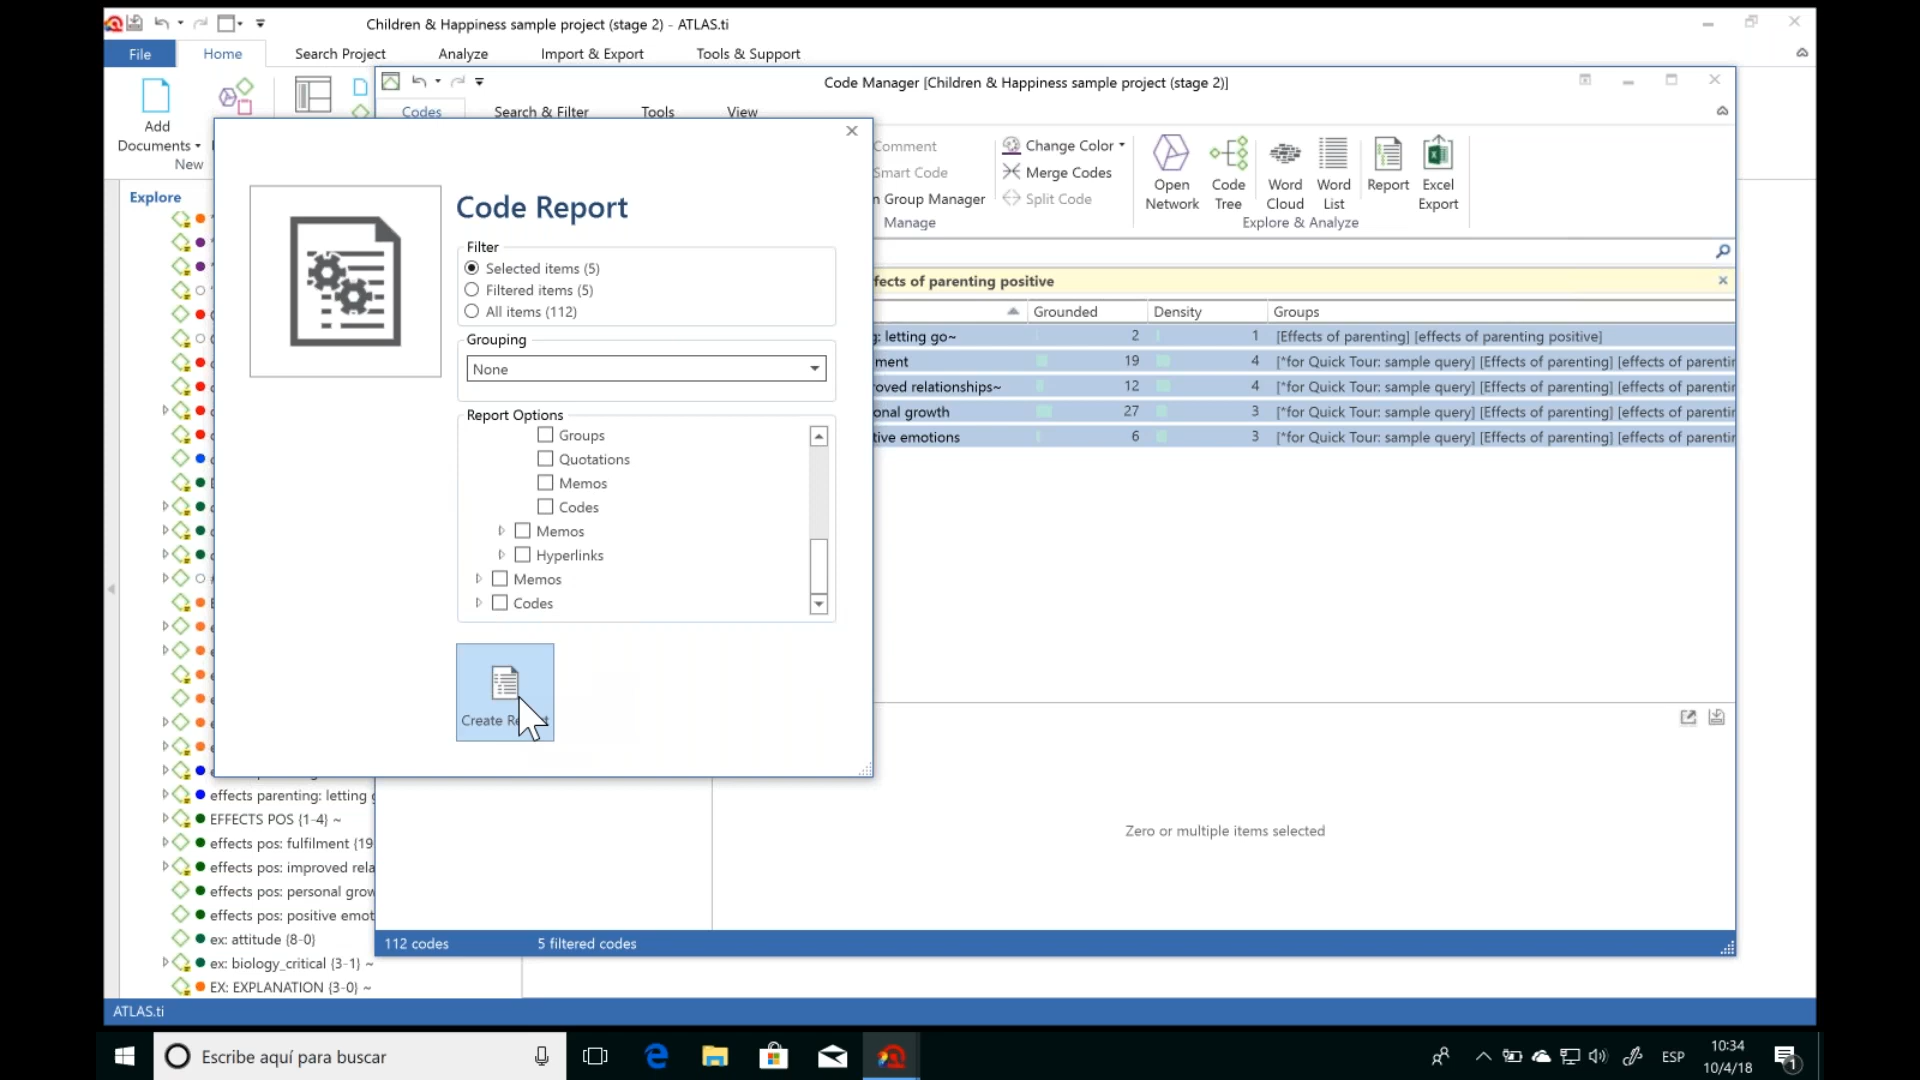 Children & Happiness sample project (stage 2) - ATLAS.ti
File Home Search Project Analyze Import & Export Tools & Support
Code Manager [Children & Happiness sample project (stage 2)]
Codes Search & Filter Tools View
Add
Documents
New
Comment
Smart Code
Group Manager
Manage
Change Color
Merge Codes
Split Code
Open
Network
Code
Tree
Word
Cloud
Word
List
Report
Excel
Export
Explore & Analyze
Explore
Code Report
Filter
Selected items (5)
Filtered items (5)
All items (112)
Grouping
None
Report Options
Groups
Quotations
Memos
Codes
Memos
Hyperlinks
Memos
Codes
Create
fects of parenting positive
Grounded Density Groups
g: letting go~ 2 1 [Effects of parenting] [effects of parenting positive]
ment 19 4 [*for Quick Tour: sample query] [Effects of parenting] [effects of parentin
oved relationships~ 12 4 [*for Quick Tour: sample query] [Effects of parenting] [effects of parentin
onal growth 27 3 [*for Quick Tour: sample query] [Effects of parenting] [effects of parentin
tive emotions 6 3 [*for Quick Tour: sample query] [Effects of parenting] [effects of parentin
Zero or multiple items selected
effects parenting: letting
EFFECTS POS {1-4} ~
effects pos: fulfilment {19
effects pos: improved rela
effects pos: personal grow
effects pos: positive emot
ex: attitude {8-0}
ex: biology_critical {3-1} ~
EX: EXPLANATION {3-0} ~
112 codes 5 filtered codes
ATLAS.ti
Escribe aquí para buscar
ESP
10:34
10/4/18
1